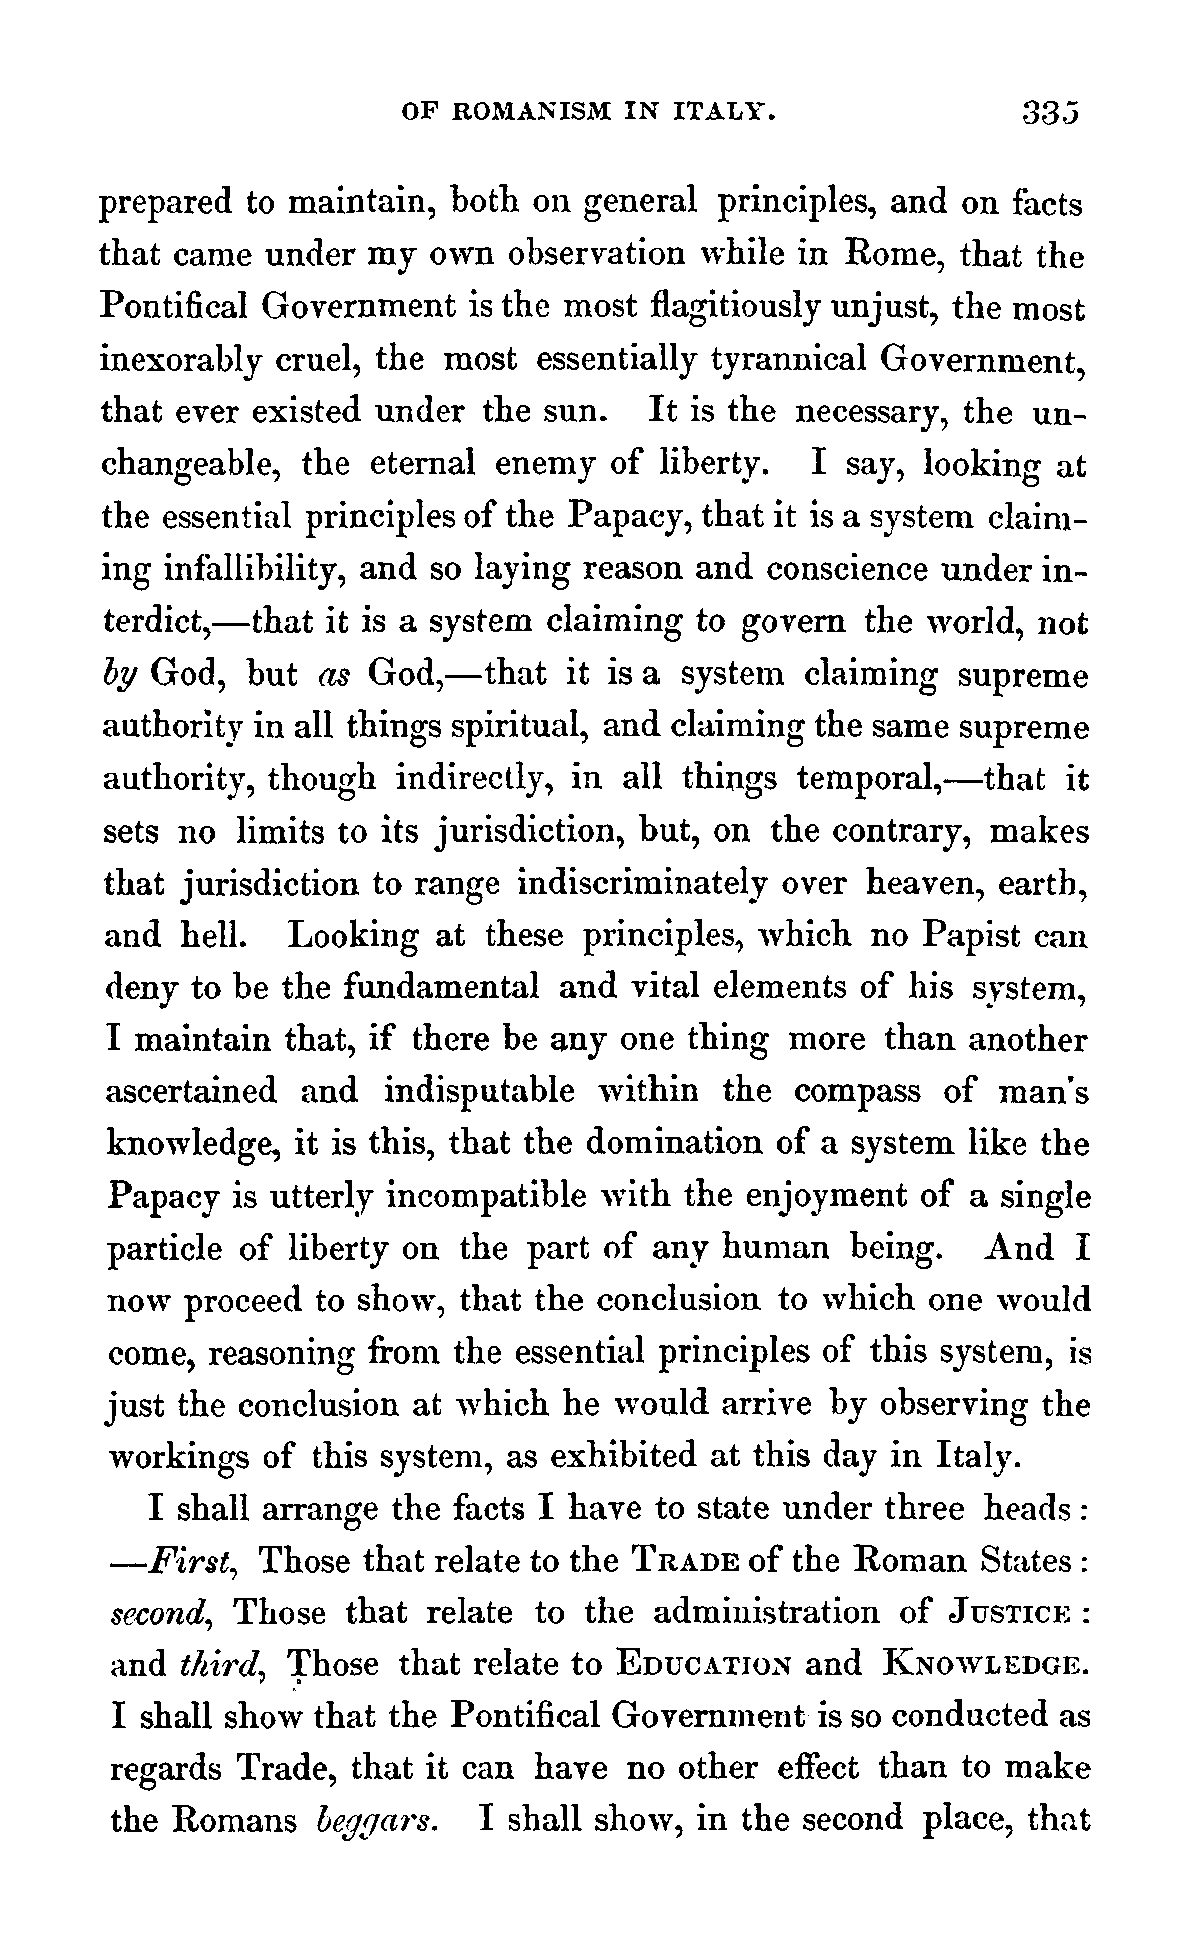 OF ROMANISM IN ITALY. 335
prepared to maintain, both on general principles, and on facts
that came under my own observation while in Rome, that the
Pontifical Government is the most flagitiously unjust, the most
inexorably cruel, the most essentially tyrannical Government,
that ever existed under the sun. It is the necessary, the un-
changeable, the eternal enemy of liberty. I say, looking at
the essential principles of the Papacy, that it is a system claim-
ing infallibility, and so laying reason and conscience under in-
terdict,—that it is a system claiming to govern the world, not
by God, but as God,—that it is a system claiming supreme
authority in all things spiritual, and claiming the same supreme
authority, though indirectly, in all things temporal,—that it
sets no limits to its jurisdiction, but, on the contrary, makes
that jurisdiction to range indiscriminately over heaven, earth,
and hell. Looking at these principles, which no Papist can
deny to be the fundamental and vital elements of his system,
I maintain that, if there be any one thing more than another
ascertained and indisputable within the compass of man's
knowledge, it is this, that the domination of a system like the
Papacy is utterly incompatible with the enjoyment of a single
particle of liberty on the part of any human being. And I
now proceed to show, that the conclusion to which one would
come, reasoning from the essential principles of this system, is
just the conclusion at which he would arrive by observing the
workings of this system, as exhibited at this day in Italy.
I shall arrange the facts I have to state under three heads:
—First, Those that relate to the TRADE of the Roman States:
second, Those that relate to the administration of JUSTICE:
and third, Those that relate to EDUCATION and KNOWLEDGE.
I shall show that the Pontifical Government is so conducted as
regards Trade, that it can have no other effect than to make
the Romans beggars. I shall show, in the second place, that